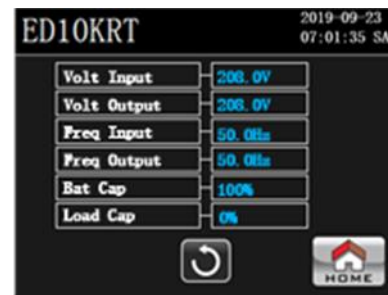 ED10KRT
2019-09-23
07:01:35 SA
Volt Input 208.0V
Volt Output 208.0V
Freq Input 50.0Hz
Freq Output 50.0Hz
Bat Cap 100%
Load Cap 0%
HOME